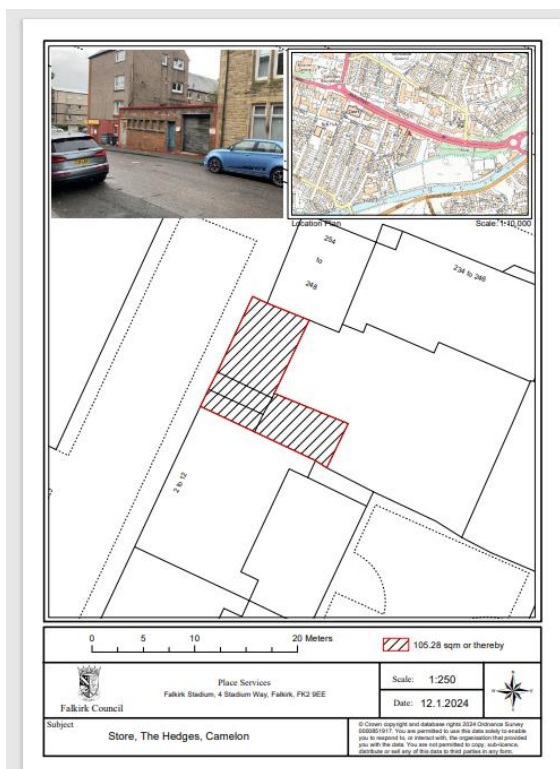 Location Plan
Scale: 1:10,000
254
to
248
234 to 246
2 to 12
0 5 10 20 Meters
105.28 sqm or thereby
Falkirk Council
Place Services
Falkirk Stadium, 4 Stadium Way, Falkirk, FK2 9EE
Scale: 1:250
Date: 12.1.2024
Subject
Store, The Hedges, Camelon
© Crown copyright and database rights 2024 Ordnance Survey
0000851917. You are permitted to use this data solely to enable
you to respond to, or interact with, the organisation that provided
you with the data. You are not permitted to copy, sub-licence,
distribute or sell any of this data to third parties in any form.